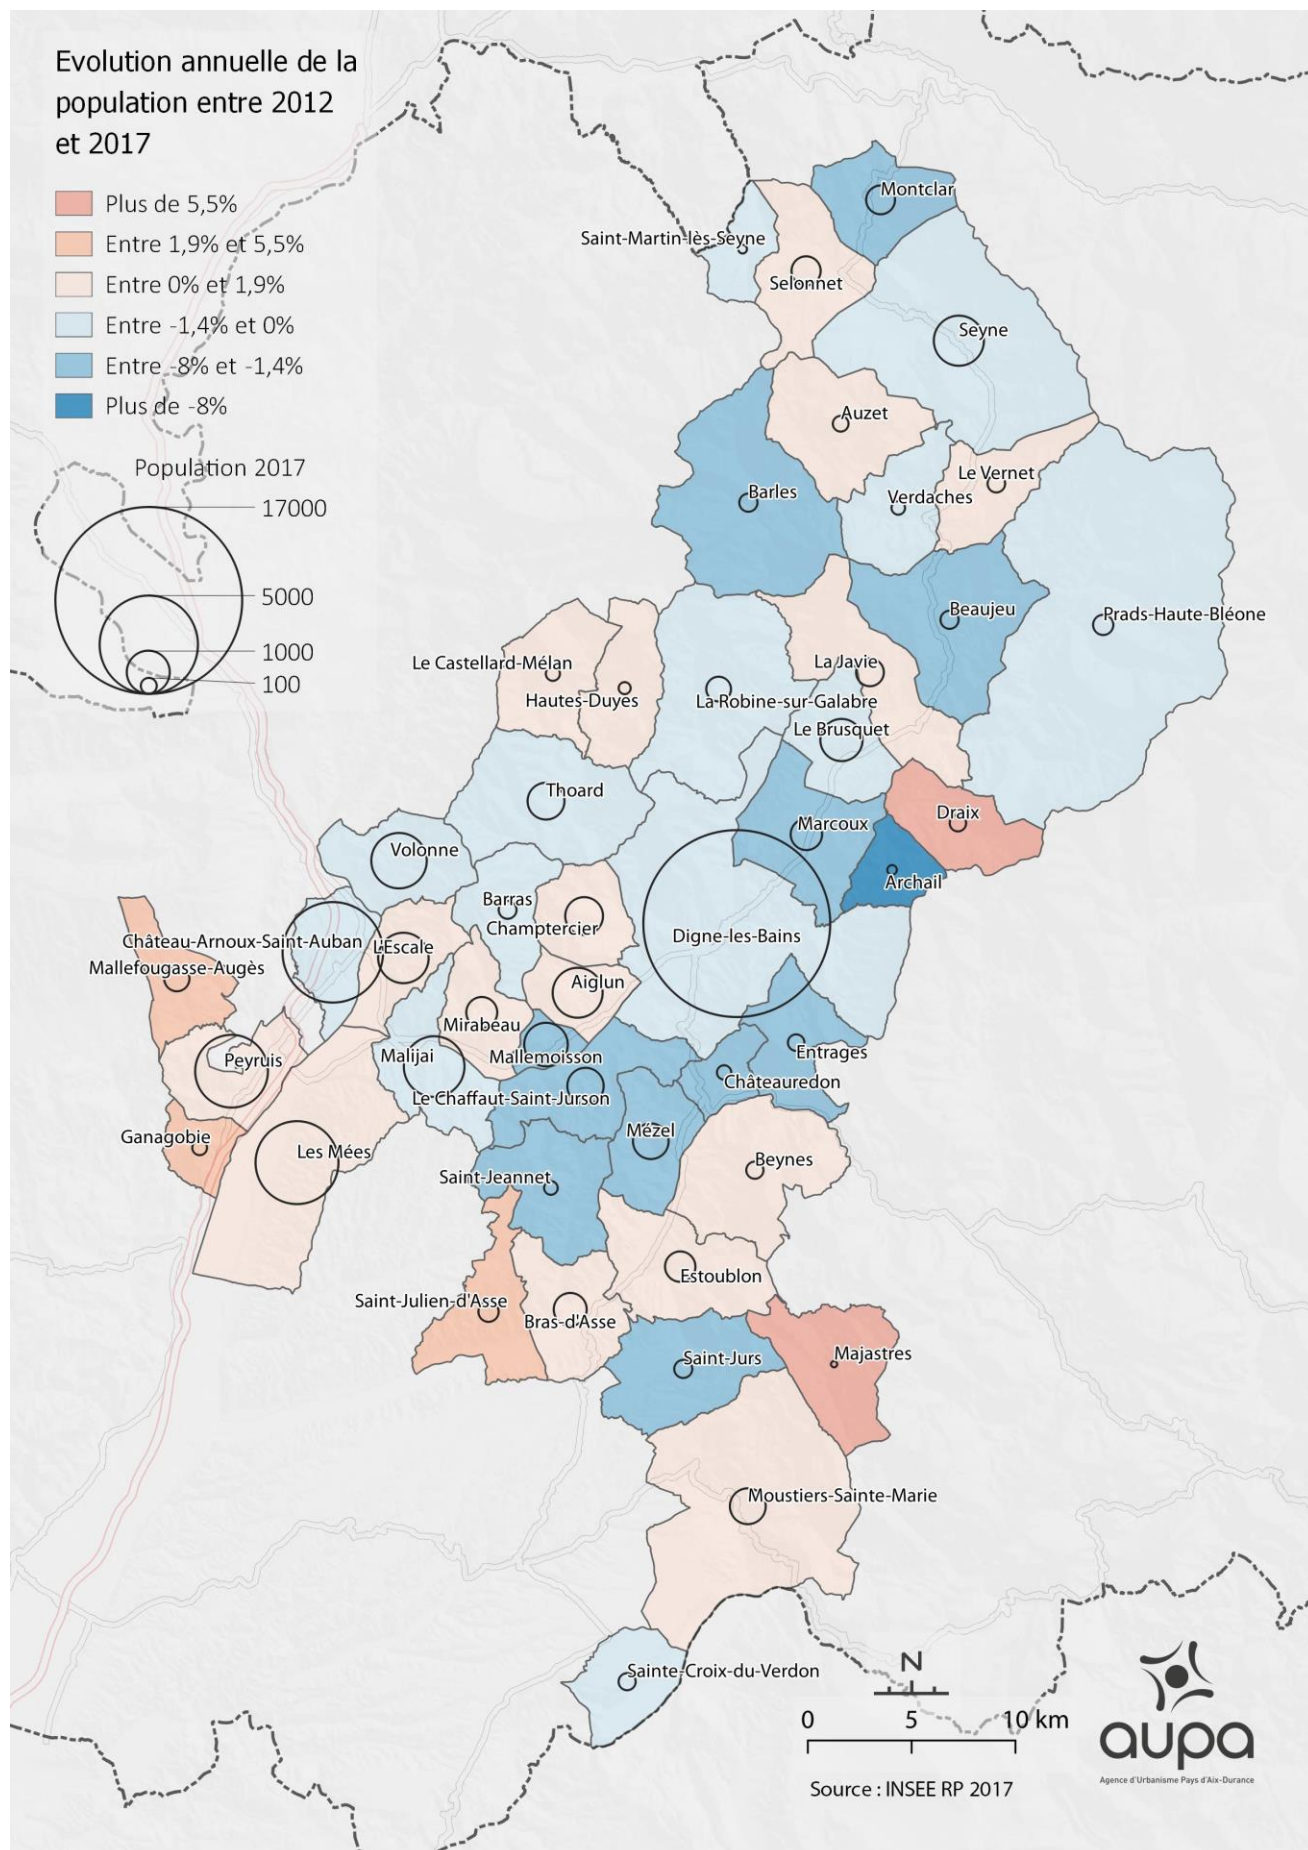 Evolution annuelle de la
population entre 2012
et 2017
Plus de 5,5%
Entre 1,9% et 5,5%
Entre 0% et 1,9%
Entre -1,4% et 0%
Entre -8% et -1,4%
Plus de -8%
Population 2017
17000
5000
1000
100
Montclar
Saint-Martin-lès-Seyne
Selonnet
Seyne
Auzet
Le Vernet
Barles
Verdaches
Beaujeu
Prads-Haute-Bléone
Le Castellard-Mélan
La Javie
Hautes-Duyes
La-Robine-sur-Galabre
Le Brusquet
Thoard
Draix
Marcoux
Volonne
Archail
Barras
Champtercier
Digne-les-Bains
Château-Arnoux-Saint-Auban
L'Escale
Mallefougasse-Augès
Aiglun
Mirabeau
Peyruis
Malijai
Mallemoisson
Entrages
Châteauredon
Le Chaffaut-Saint-Jurson
Ganagobie
Les Mées
Mézel
Beynes
Saint-Jeannet
Estoublon
Saint-Julien-d'Asse
Bras-d'Asse
Saint-Jurs
Majastres
Moustiers-Sainte-Marie
Sainte-Croix-du-Verdon
N
0 5 10 km
Source : INSEE RP 2017
aupa
Agence d'Urbanisme Pays d'Aix-Durance